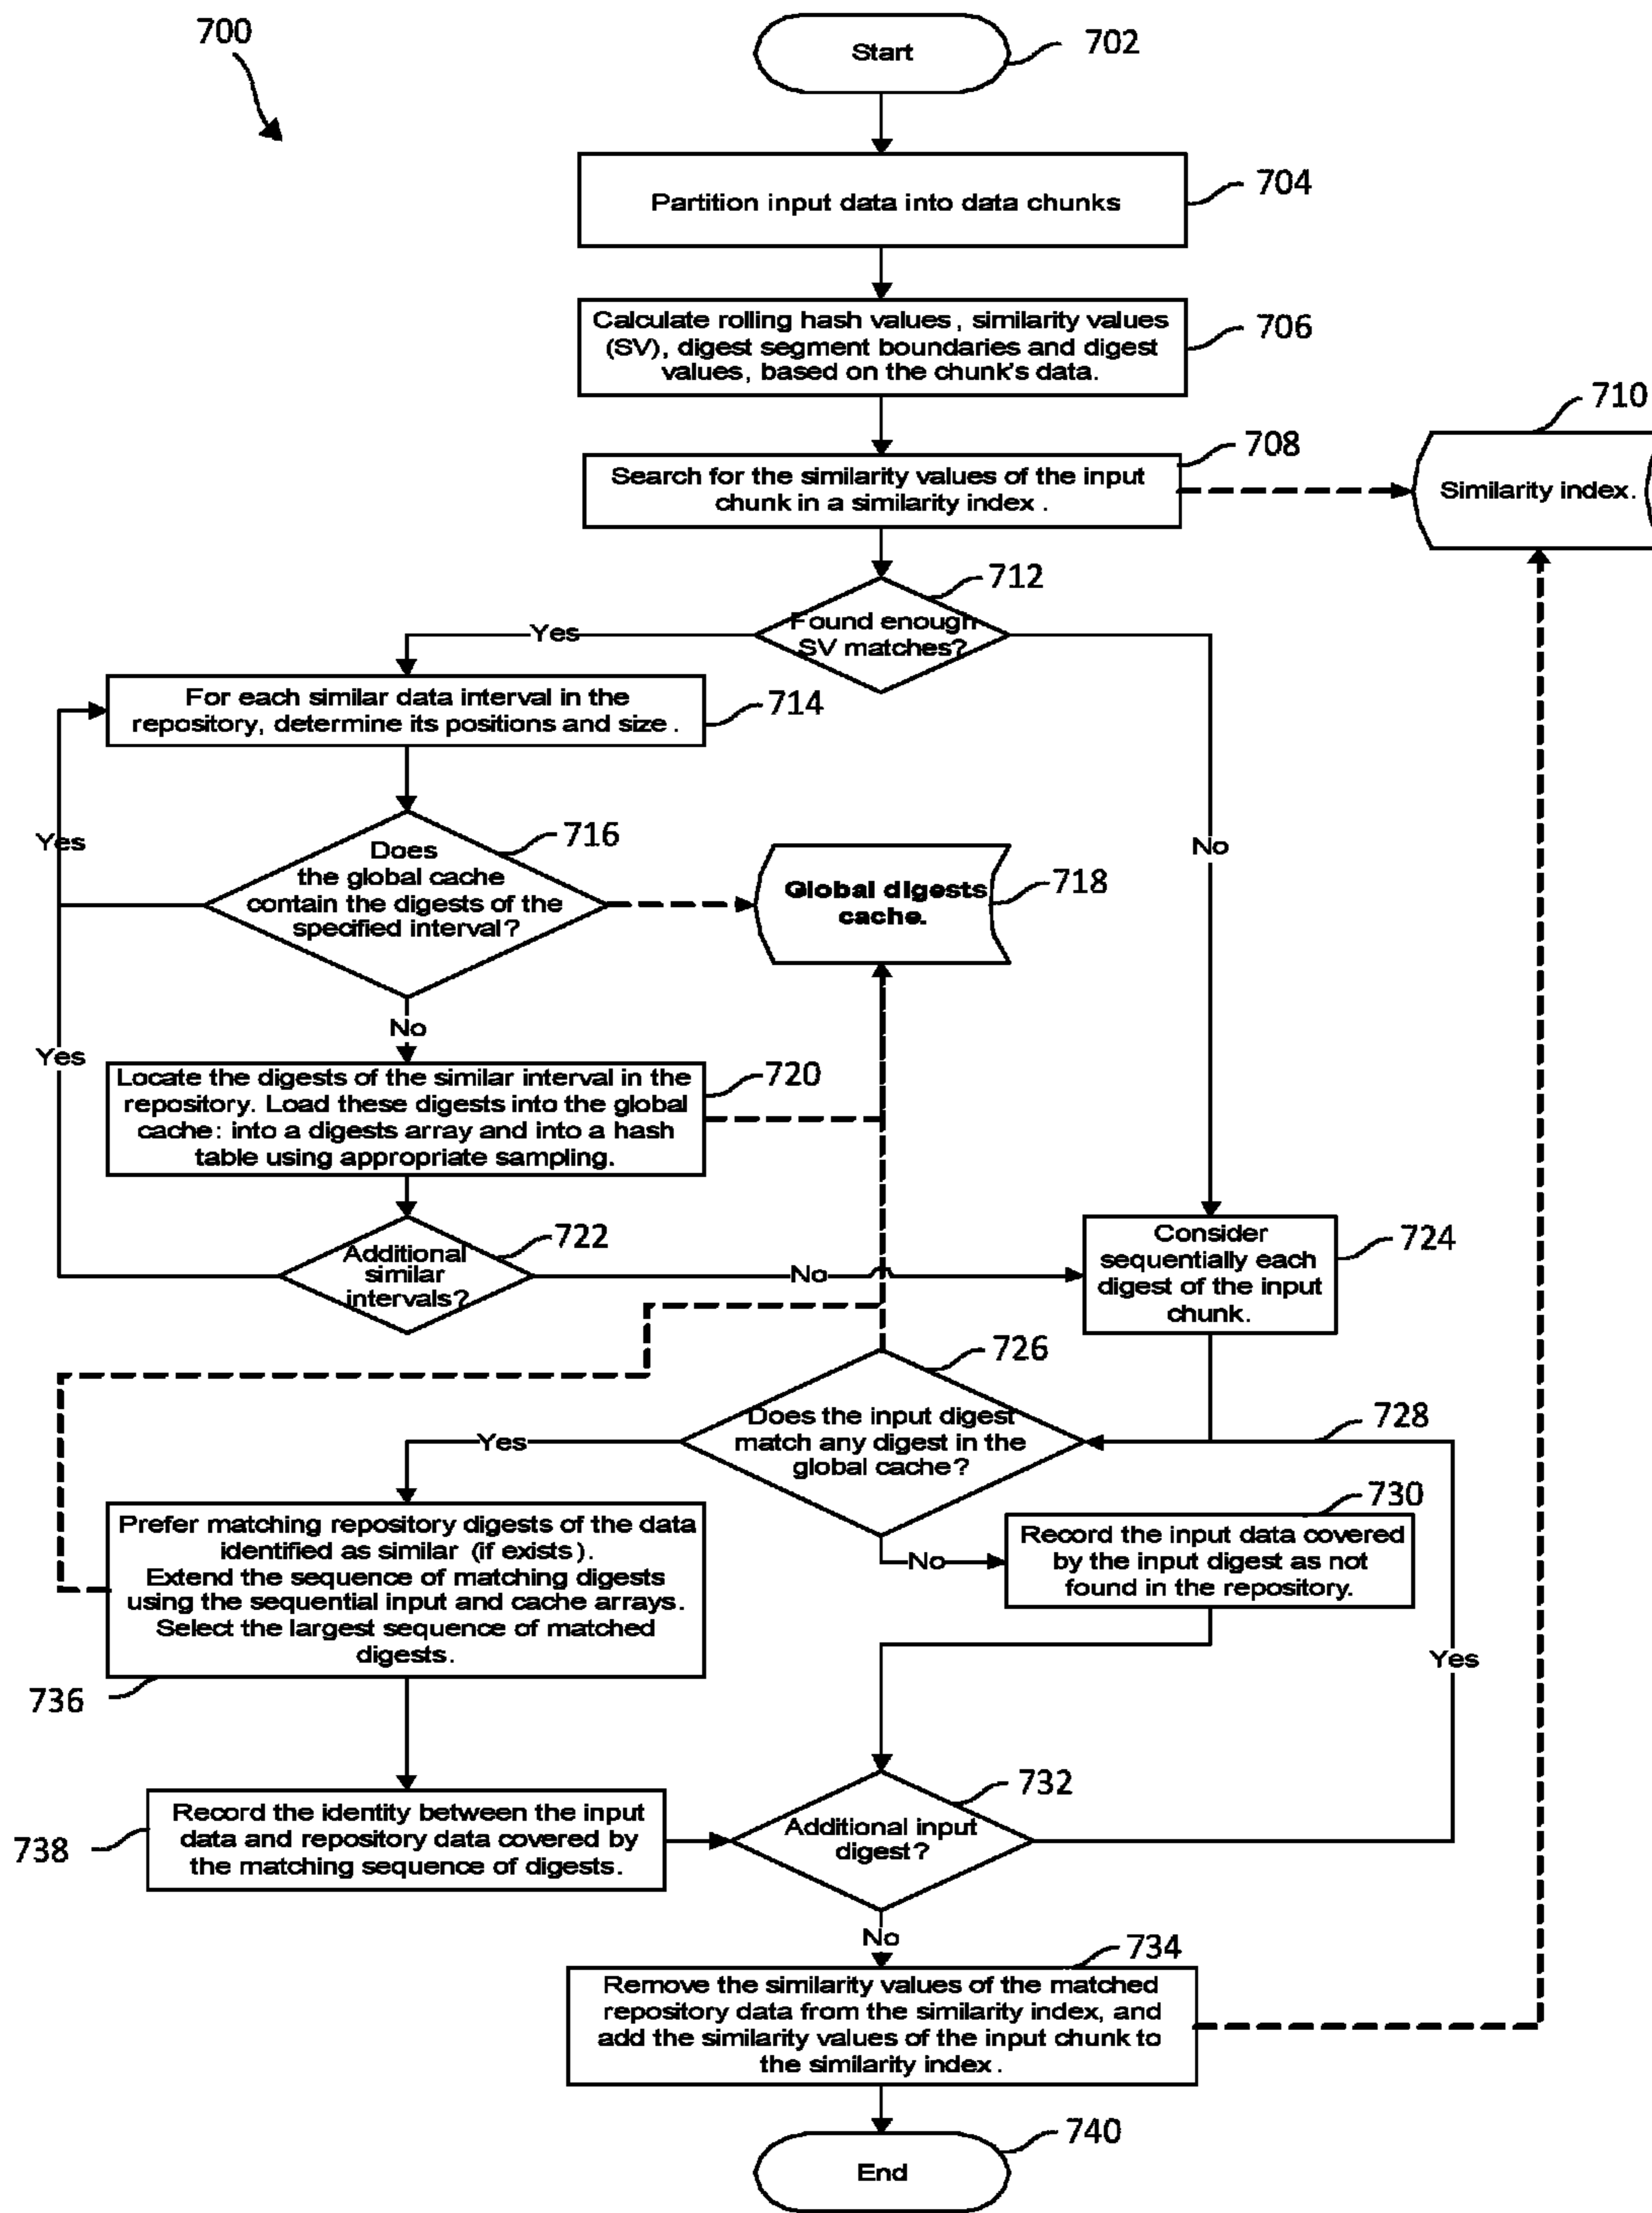 700
Start
702
Partition input data into data chunks
704
Calculate rolling hash values, similarity values
(SV), digest segment boundaries and digest
values, based on the chunk's data.
706
710
708
Search for the similarity values of the input
chunk in a similarity index.
Similarity index.
712
Found enough
SV matches?
Yes
No
For each similar data interval in the
repository, determine its positions and size.
714
716
Does
the global cache
contain the digests of the
specified interval?
Yes
Global digests
cache.
718
No
Yes
Locate the digests of the similar interval in the
repository. Load these digests into the global
cache: into a digests array and into a hash
table using appropriate sampling.
720
722
Additional
similar
intervals?
No
Consider
sequentially each
digest of the input
chunk.
724
726
Does the input digest
match any digest in the
global cache?
728
Yes
730
No
Record the input data covered
by the input digest as not
found in the repository.
Prefer matching repository digests of the data
identified as similar (if exists).
Extend the sequence of matching digests
using the sequential input and cache arrays.
Select the largest sequence of matched
digests.
736
Yes
732
Record the identity between the input
data and repository data covered by
the matching sequence of digests.
738
Additional input
digest?
No
734
Remove the similarity values of the matched
repository data from the similarity index, and
add the similarity values of the input chunk to
the similarity index.
740
End